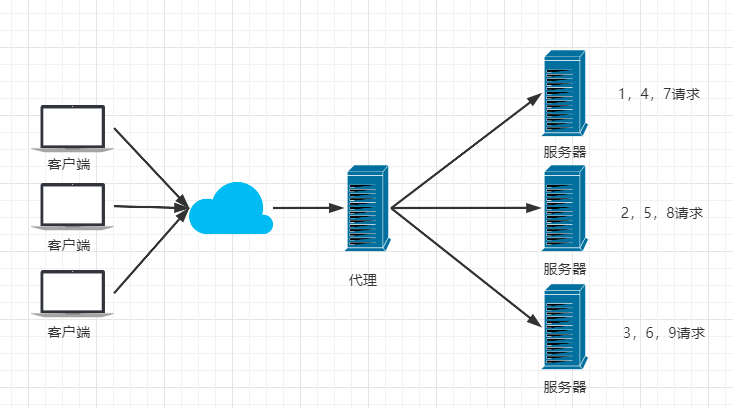 客户端
客户端
客户端
代理
服务器
1，4，7请求
服务器
2，5，8请求
服务器
3，6，9请求